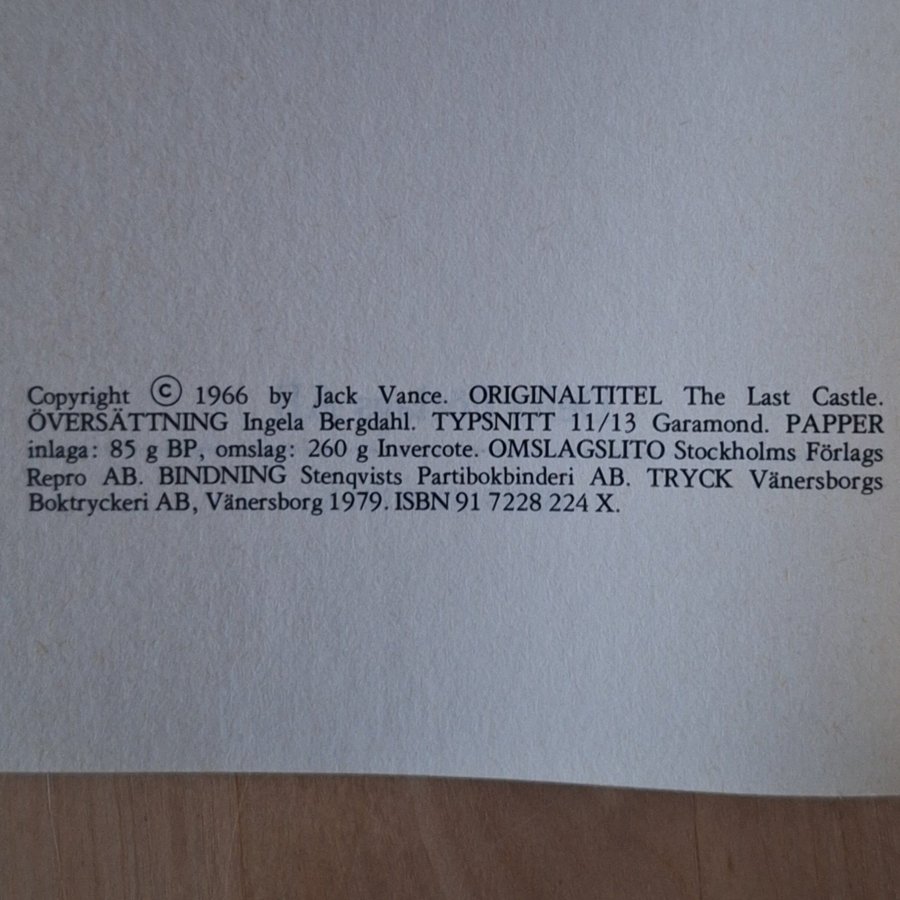 Copyright © 1966 by Jack Vance. ORIGINALTITEL The Last Castle.
ÖVERSÄTTNING Ingela Bergdahl. TYPSNITT 11/13 Garamond. PAPPER
inlaga: 85 g BP, omslag: 260 g Invercote. OMSLAGSLITO Stockholms Förlags
Repro AB. BINDNING Stenqvists Partibokbinderi AB. TRYCK Vänersborgs
Boktryckeri AB, Vänersborg 1979. ISBN 91 7228 224 X.